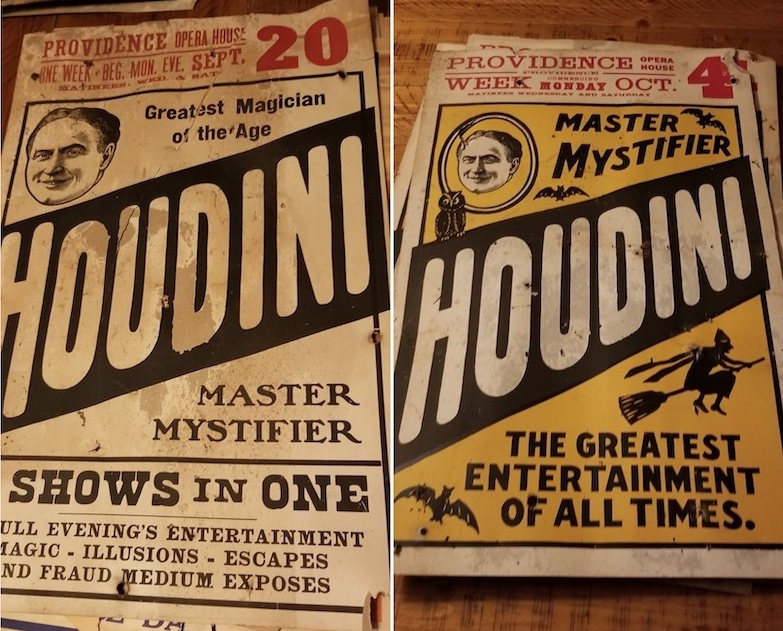 PROVIDENCE OPERA HOUSE
ONE WEEK - BEG. MON. EVE. SEPT. 20
MATINEES WED. & SAT
Greatest Magician
of the Age
HOUDINI
MASTER
MYSTIFIER
SHOWS IN ONE
ULL EVENING'S ENTERTAINMENT
MAGIC - ILLUSIONS - ESCAPES
ND FRAUD MEDIUM EXPOSES
PROVIDENCE OPERA HOUSE
PROVIDENCE
WEEK COMMENCING MONDAY OCT. 4
MATINEES WEDNESDAY AND SATURDAY
MASTER
MYSTIFIER
HOUDINI
THE GREATEST
ENTERTAINMENT
OF ALL TIMES.